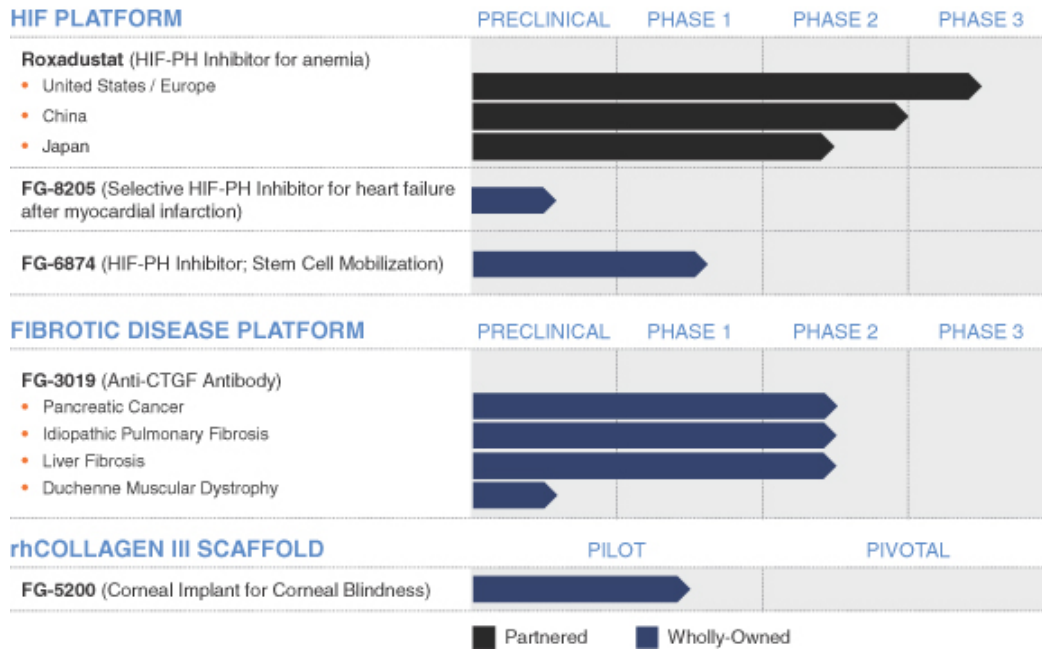 HIF PLATFORM PRECLINICAL PHASE 1 PHASE 2 PHASE 3
Roxadustat (HIF-PH Inhibitor for anemia)
• United States / Europe
• China
• Japan
FG-8205 (Selective HIF-PH Inhibitor for heart failure
after myocardial infarction)
FG-6874 (HIF-PH Inhibitor; Stem Cell Mobilization)
FIBROTIC DISEASE PLATFORM PRECLINICAL PHASE 1 PHASE 2 PHASE 3
FG-3019 (Anti-CTGF Antibody)
• Pancreatic Cancer
• Idiopathic Pulmonary Fibrosis
• Liver Fibrosis
• Duchenne Muscular Dystrophy
rhCOLLAGEN III SCAFFOLD PILOT PIVOTAL
FG-5200 (Corneal Implant for Corneal Blindness)
Partnered Wholly-Owned